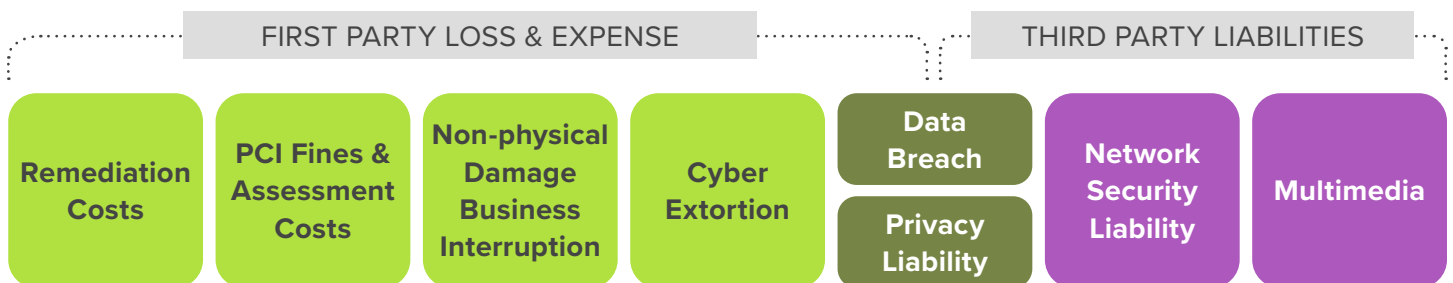 FIRST PARTY LOSS & EXPENSE
THIRD PARTY LIABILITIES
Remediation
Costs
PCI Fines &
Assessment
Costs
Non-physical
Damage
Business
Interruption
Cyber
Extortion
Data
Breach
Privacy
Liability
Network
Security
Liability
Multimedia